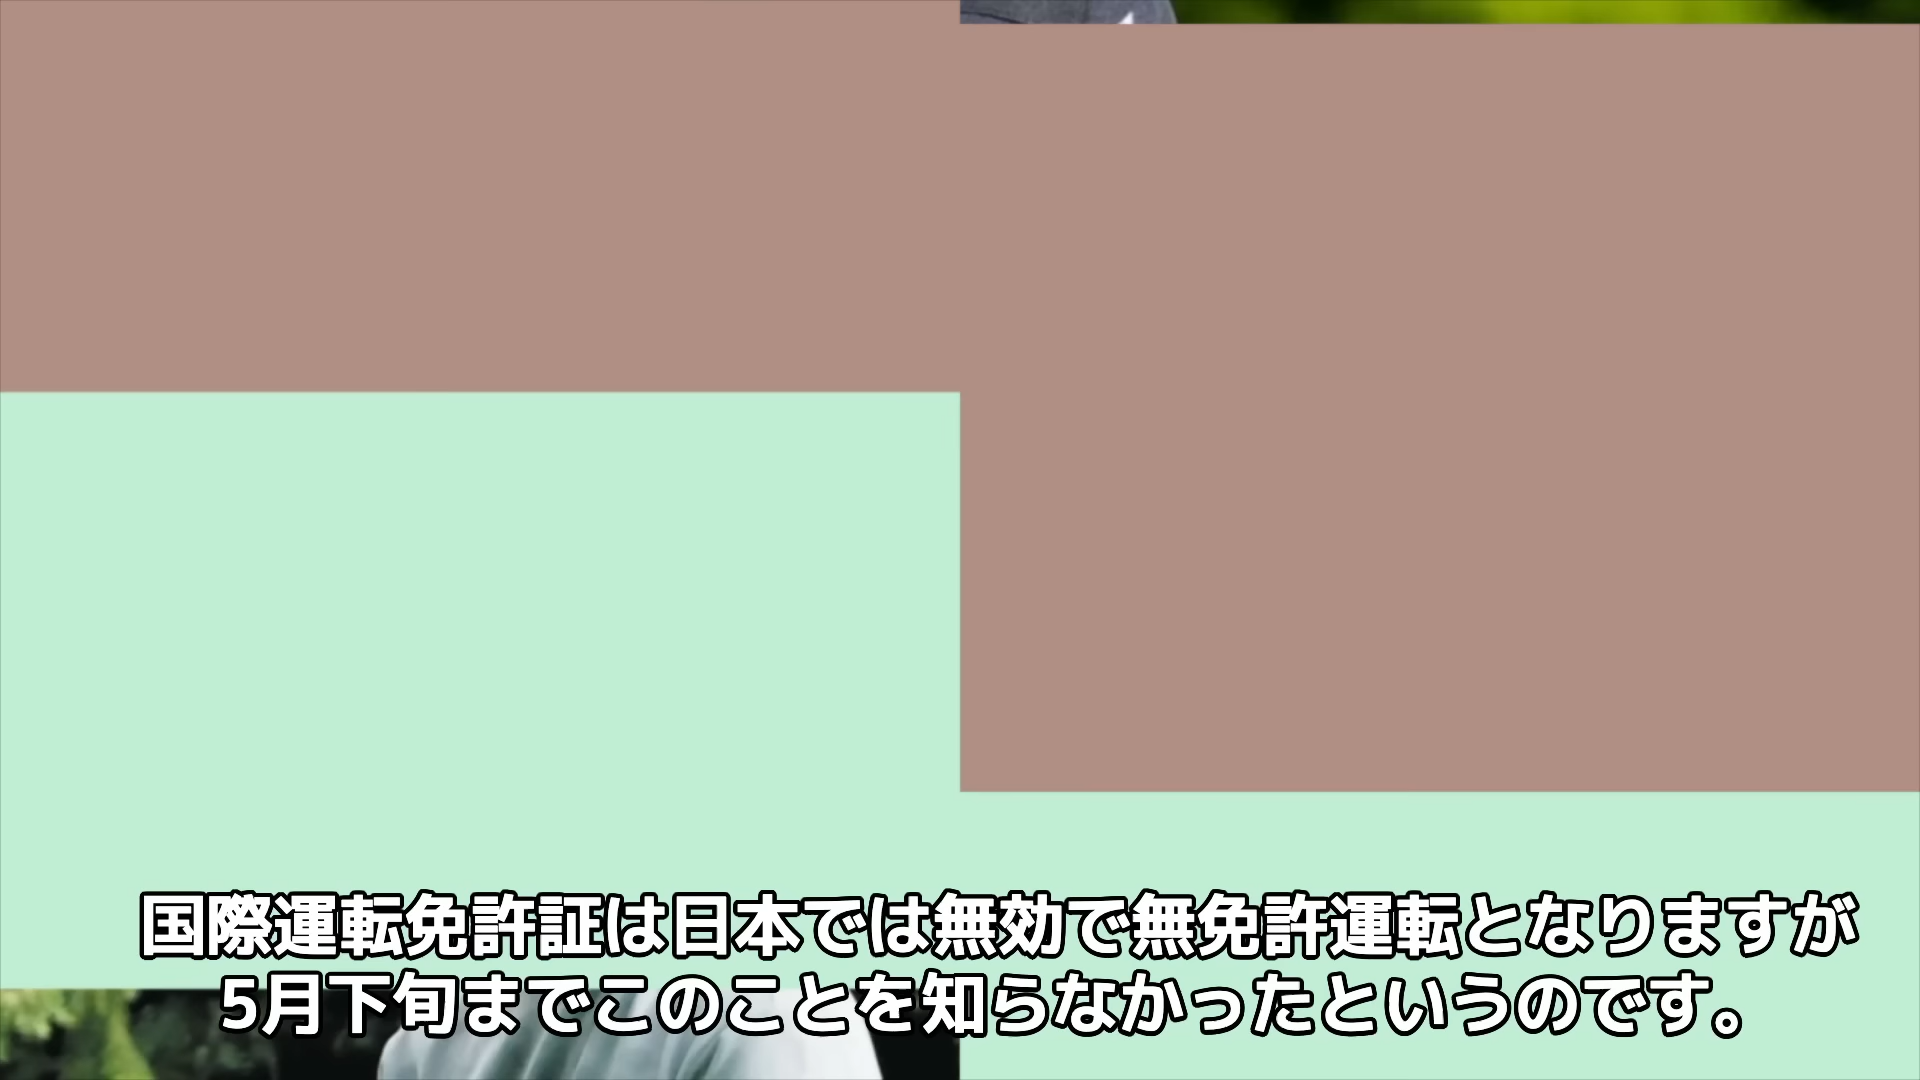 国際運転免許証は日本では無効で無免許運転となりますが
5月下旬までこのことを知らなかったというのです。